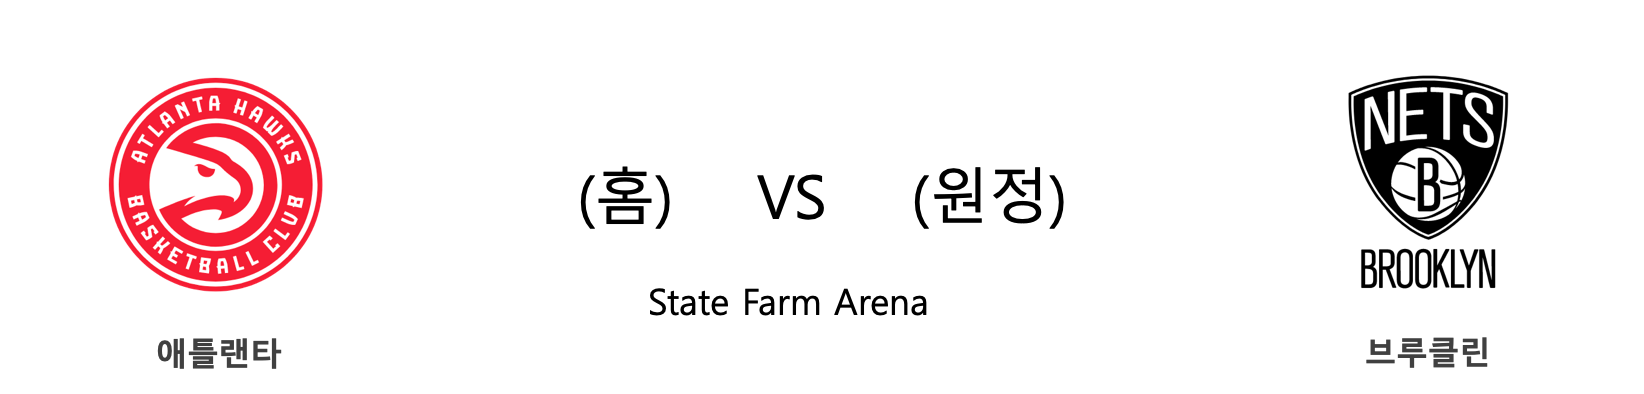 ATLANTA HAWKS
BASKETBALL CLUB
(홈) VS (원정)
State Farm Arena
애틀랜타
NETS
B
BROOKLYN
브루클린